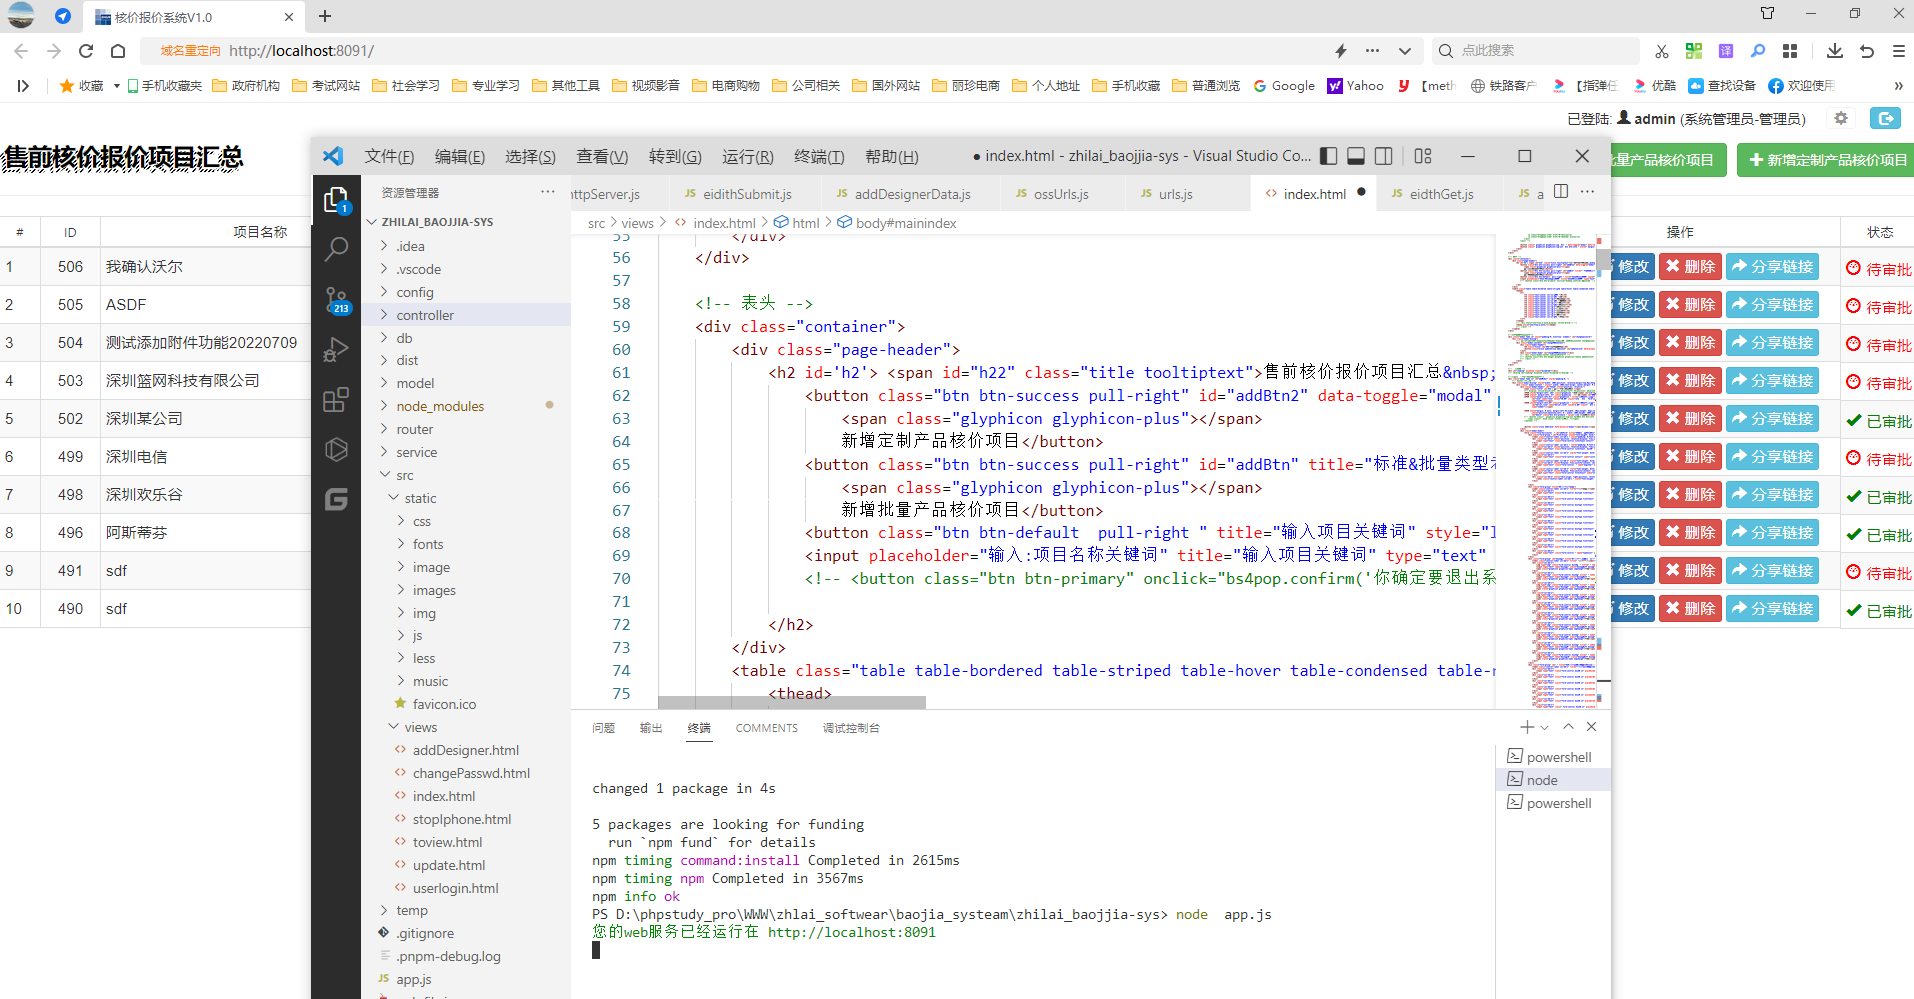 核价报价系统V1.0
域名重定向 http://localhost:8091/
点此搜索
收藏 手机收藏夹 政府机构 考试网站 社会学习 专业学习 其他工具 视频影音 电商购物 公司相关 国外网站 丽珍电商 个人地址 手机收藏 普通浏览 Google Yahoo 【meth 铁路客户 【指弹任 优酷 查找设备 欢迎使用
已登陆: admin (系统管理员-管理员)
售前核价报价项目汇总
批量产品核价项目
新增定制产品核价项目
# ID 项目名称 操作 状态
1 506 我确认沃尔 修改 删除 分享链接 待审批
2 505 ASDF 修改 删除 分享链接 待审批
3 504 测试添加附件功能20220709 修改 删除 分享链接 待审批
4 503 深圳篮网科技有限公司 修改 删除 分享链接 待审批
5 502 深圳某公司 修改 删除 分享链接 已审批
6 499 深圳电信 修改 删除 分享链接 待审批
7 498 深圳欢乐谷 修改 删除 分享链接 已审批
8 496 阿斯蒂芬 修改 删除 分享链接 已审批
9 491 sdf 修改 删除 分享链接 待审批
10 490 sdf 修改 删除 分享链接 已审批
文件(F) 编辑(E) 选择(S) 查看(V) 转到(G) 运行(R) 终端(T) 帮助(H)
● index.html - zhilai_baojjia-sys - Visual Studio Co...
1
213
资源管理器
ZHILAI_BAOJJIA-SYS
.idea
.vscode
config
controller
db
dist
model
node_modules
router
service
src
static
css
fonts
image
images
img
js
less
music
favicon.ico
views
addDesigner.html
changePasswd.html
index.html
stopIphone.html
toview.html
update.html
userlogin.html
temp
.gitignore
.pnpm-debug.log
JS app.js
httpServer.js JS eidithSubmit.js JS addDesignerData.js JS ossUrls.js JS urls.js index.html JS eidthGet.js JS a
src > views > index.html > html > body#mainindex
55 </div>
56 </div>
57
58 <!-- 表头 -->
59 <div class="container">
60 <div class="page-header">
61 <h2 id='h2'> <span id="h22" class="title tooltiptext">售前核价报价项目汇总&nbsp;
62 <button class="btn btn-success pull-right" id="addBtn2" data-toggle="modal"
63 <span class="glyphicon glyphicon-plus"></span>
64 新增定制产品核价项目</button>
65 <button class="btn btn-success pull-right" id="addBtn" title="标准&批量类型
66 <span class="glyphicon glyphicon-plus"></span>
67 新增批量产品核价项目</button>
68 <button class="btn btn-default  pull-right " title="输入项目关键词" style="l
69 <input placeholder="输入:项目名称关键词" title="输入项目关键词" type="text"
70 <!-- <button class="btn btn-primary" onclick="bs4pop.confirm('你确定要退出系
71
72 </h2>
73 </div>
74 <table class="table table-bordered table-striped table-hover table-condensed table-r
75 <thead>
问题 输出 终端 COMMENTS 调试控制台
changed 1 package in 4s
5 packages are looking for funding
run `npm fund` for details
npm timing command:install Completed in 2615ms
npm timing npm Completed in 3567ms
npm info ok
PS D:\phpstudy_pro\WWW\zhlai_softwear\baojia_systeam\zhilai_baojjia-sys> node  app.js
您的web服务已经运行在 http://localhost:8091
powershell
node
powershell